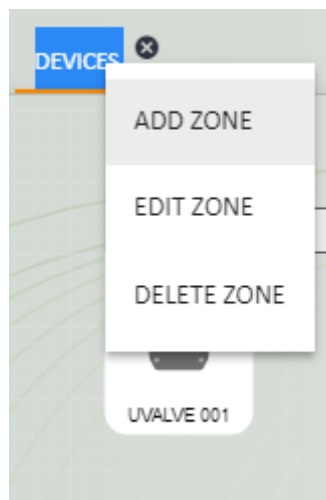 DEVICES
ADD ZONE
EDIT ZONE
DELETE ZONE
UVALVE 001